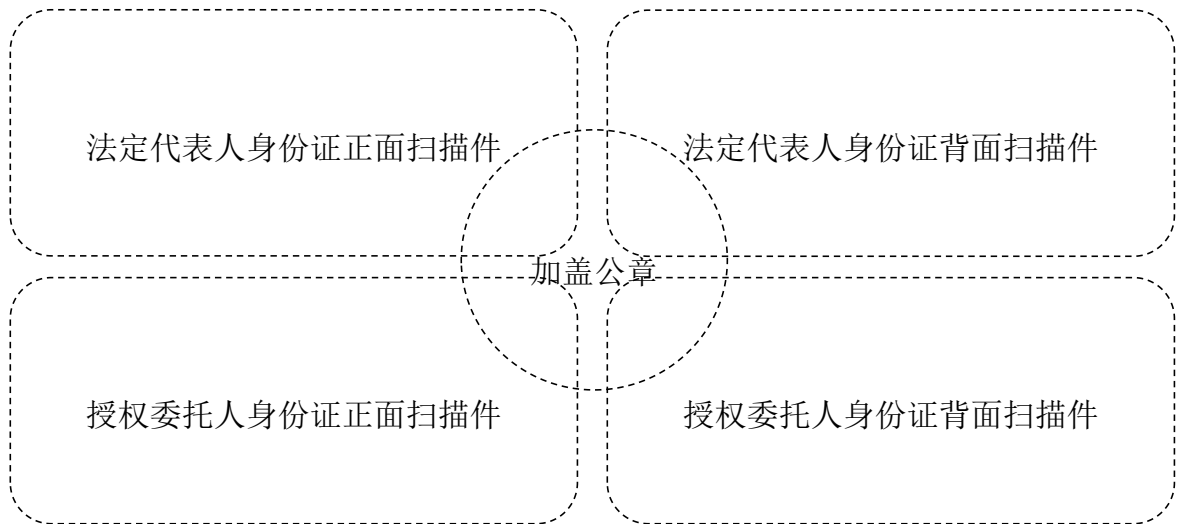 法定代表人身份证正面扫描件
法定代表人身份证背面扫描件
加盖公章
授权委托人身份证正面扫描件
授权委托人身份证背面扫描件